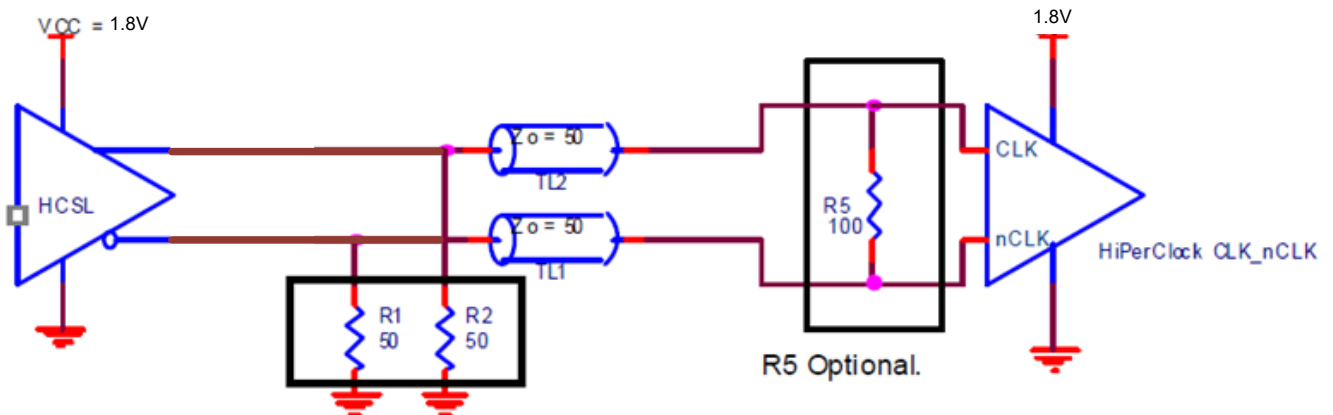 VCC = 1.8V
1.8V
HCSL
Zo = 50
TL2
Zo = 50
TL1
R1
50
R2
50
R5
100
R5 Optional.
CLK
nCLK
HiPerClock CLK_nCLK